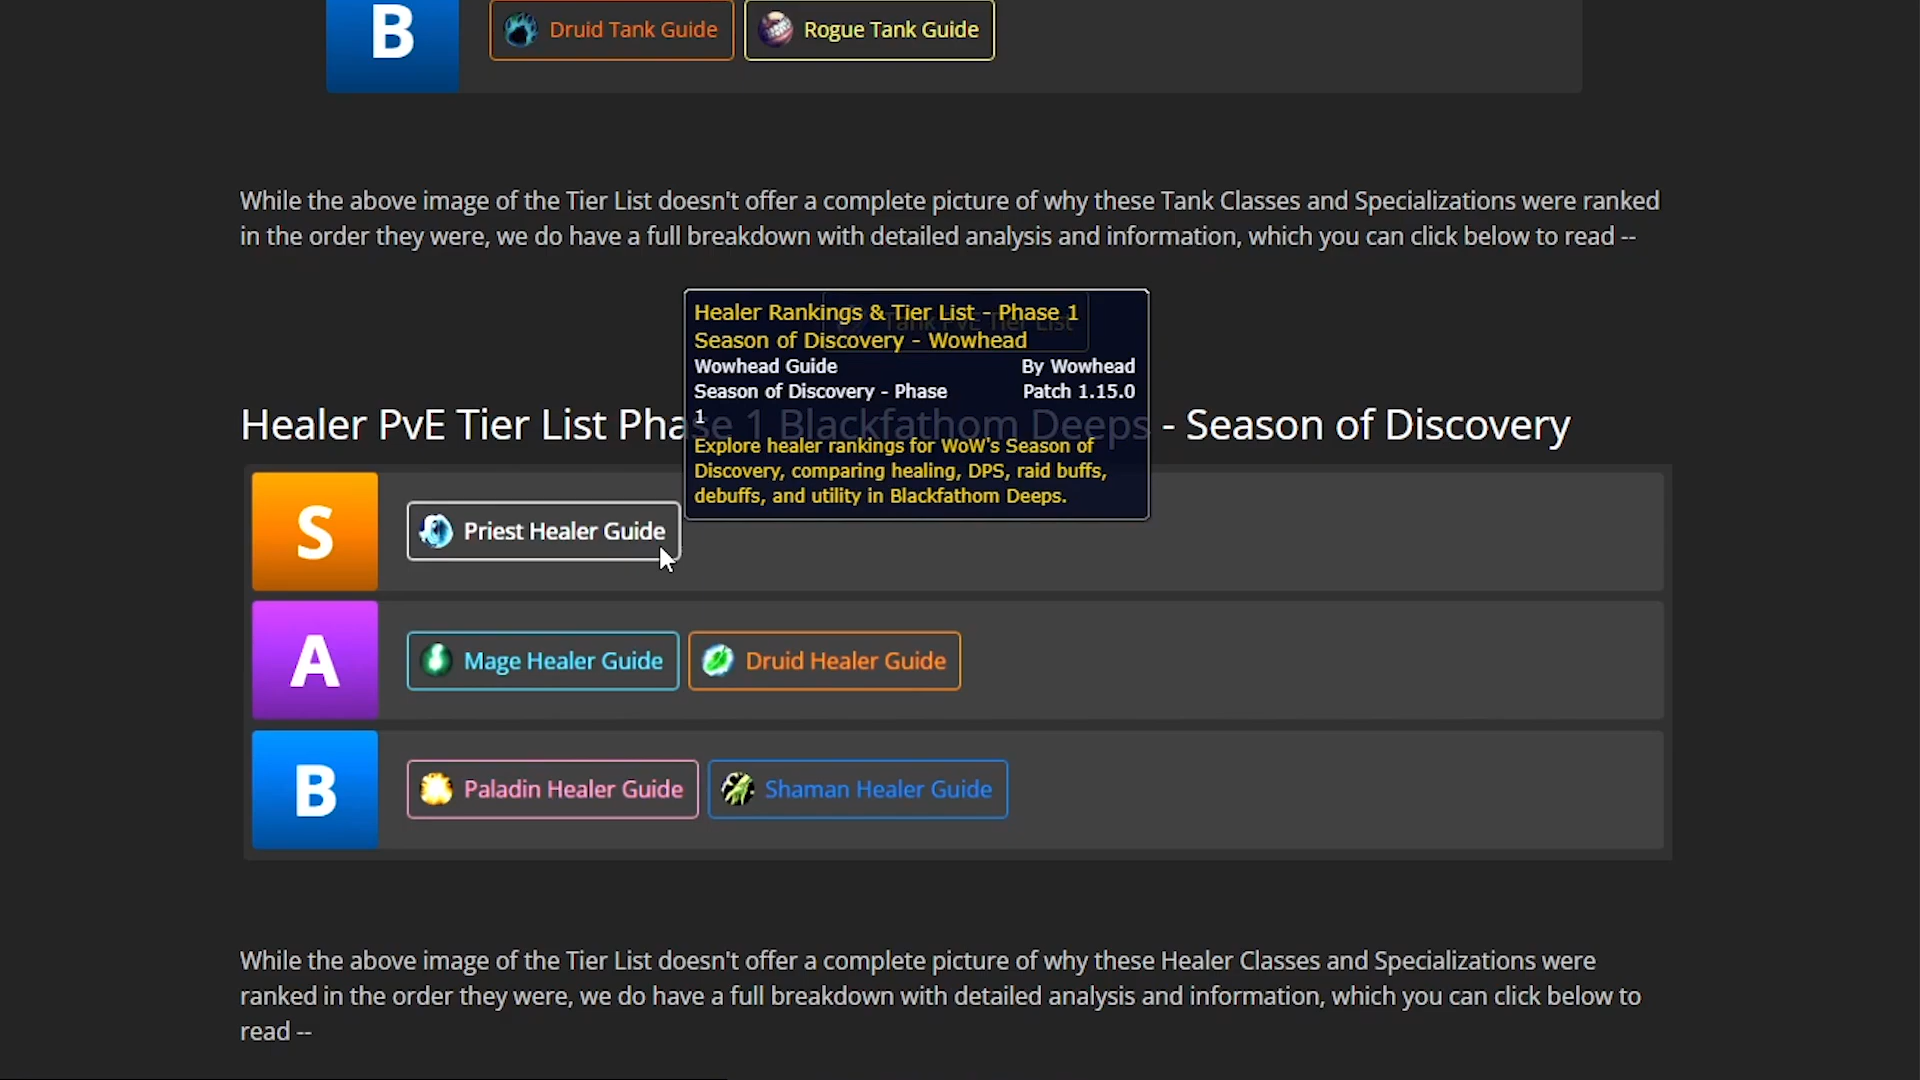 B
Druid Tank Guide
Rogue Tank Guide
While the above image of the Tier List doesn't offer a complete picture of why these Tank Classes and Specializations were ranked
in the order they were, we do have a full breakdown with detailed analysis and information, which you can click below to read --
Tank PvE Tier List
Healer Rankings & Tier List - Phase 1
Season of Discovery - Wowhead
Wowhead Guide By Wowhead
Season of Discovery - Phase Patch 1.15.0
1
Explore healer rankings for WoW's Season of
Discovery, comparing healing, DPS, raid buffs,
debuffs, and utility in Blackfathom Deeps.
Healer PvE Tier List Phase 1 Blackfathom Deeps - Season of Discovery
S
Priest Healer Guide
A
Mage Healer Guide
Druid Healer Guide
B
Paladin Healer Guide
Shaman Healer Guide
While the above image of the Tier List doesn't offer a complete picture of why these Healer Classes and Specializations were
ranked in the order they were, we do have a full breakdown with detailed analysis and information, which you can click below to
read --